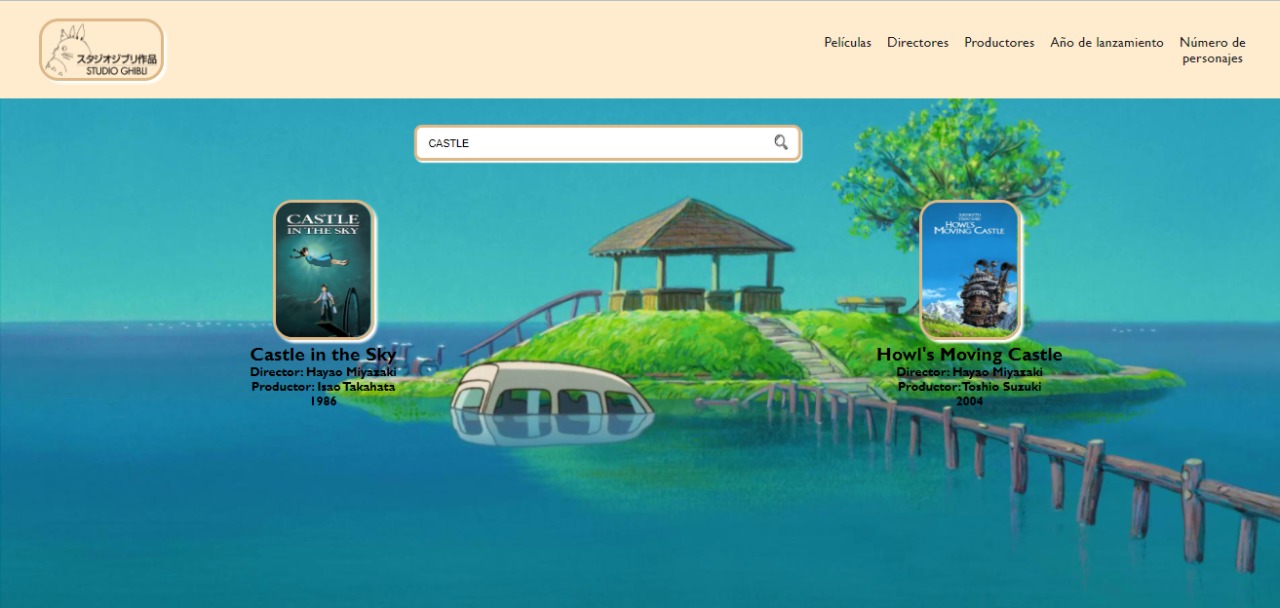 スタジオジブリ作品
STUDIO GHIBLI
Películas
Directores
Productores
Año de lanzamiento
Número de
personajes
CASTLE
CASTLE
IN THE SKY
HOWL'S
MOVING CASTLE
Castle in the Sky
Director: Hayao Miyazaki
Productor: Isao Takahata
1986
Howl's Moving Castle
Director: Hayao Miyazaki
Productor: Toshio Suzuki
2004